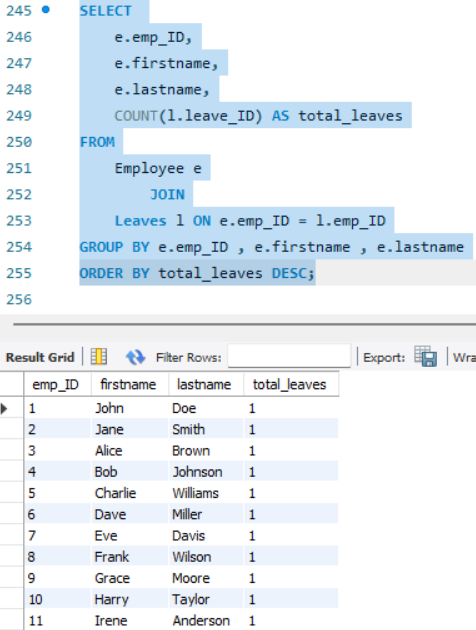 245 SELECT
246 e.emp_ID,
247 e.firstname,
248 e.lastname,
249 COUNT(l.leave_ID) AS total_leaves
250 FROM
251 Employee e
252 JOIN
253 Leaves l ON e.emp_ID = l.emp_ID
254 GROUP BY e.emp_ID , e.firstname , e.lastname
255 ORDER BY total_leaves DESC;
256
Result Grid Filter Rows: Export: Wra
emp_ID firstname lastname total_leaves
1 John Doe 1
2 Jane Smith 1
3 Alice Brown 1
4 Bob Johnson 1
5 Charlie Williams 1
6 Dave Miller 1
7 Eve Davis 1
8 Frank Wilson 1
9 Grace Moore 1
10 Harry Taylor 1
11 Irene Anderson 1